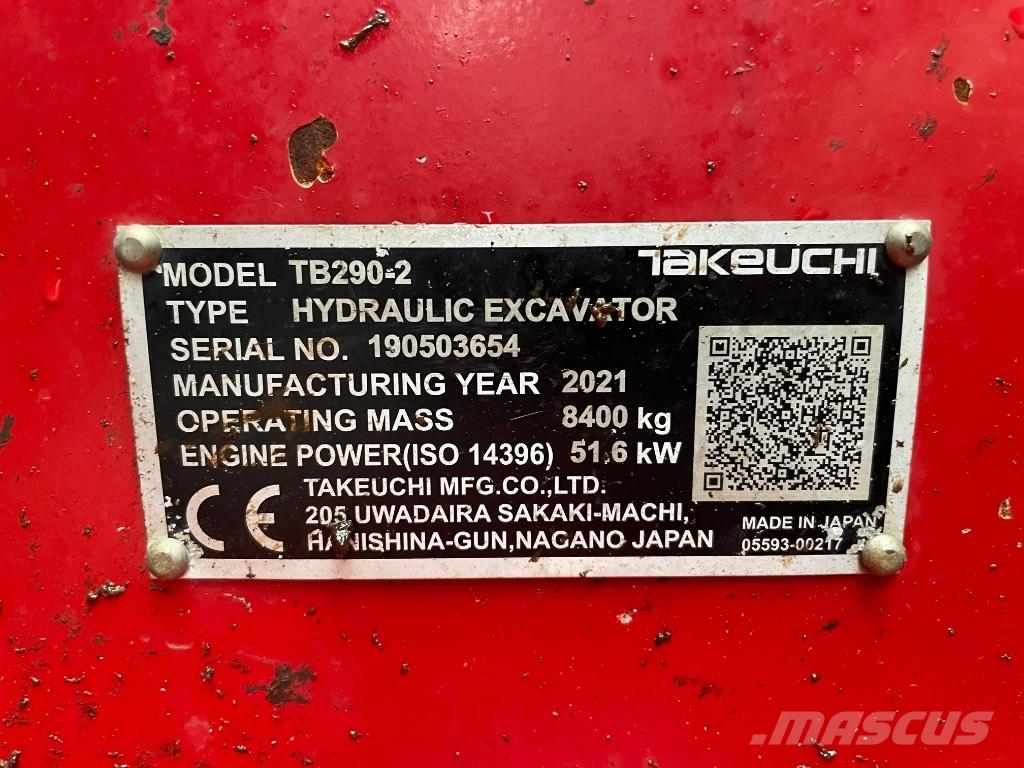 TAKEUCHI
MODEL TB290-2
TYPE HYDRAULIC EXCAVATOR
SERIAL NO. 190503654
MANUFACTURING YEAR 2021
OPERATING MASS 8400 kg
ENGINE POWER(ISO 14396) 51.6 kW
CE
TAKEUCHI MFG.CO.,LTD.
205 UWADAIRA SAKAKI-MACHI,
HANISHINA-GUN,NAGANO JAPAN
MADE IN JAPAN
05593-00217
MASCUS